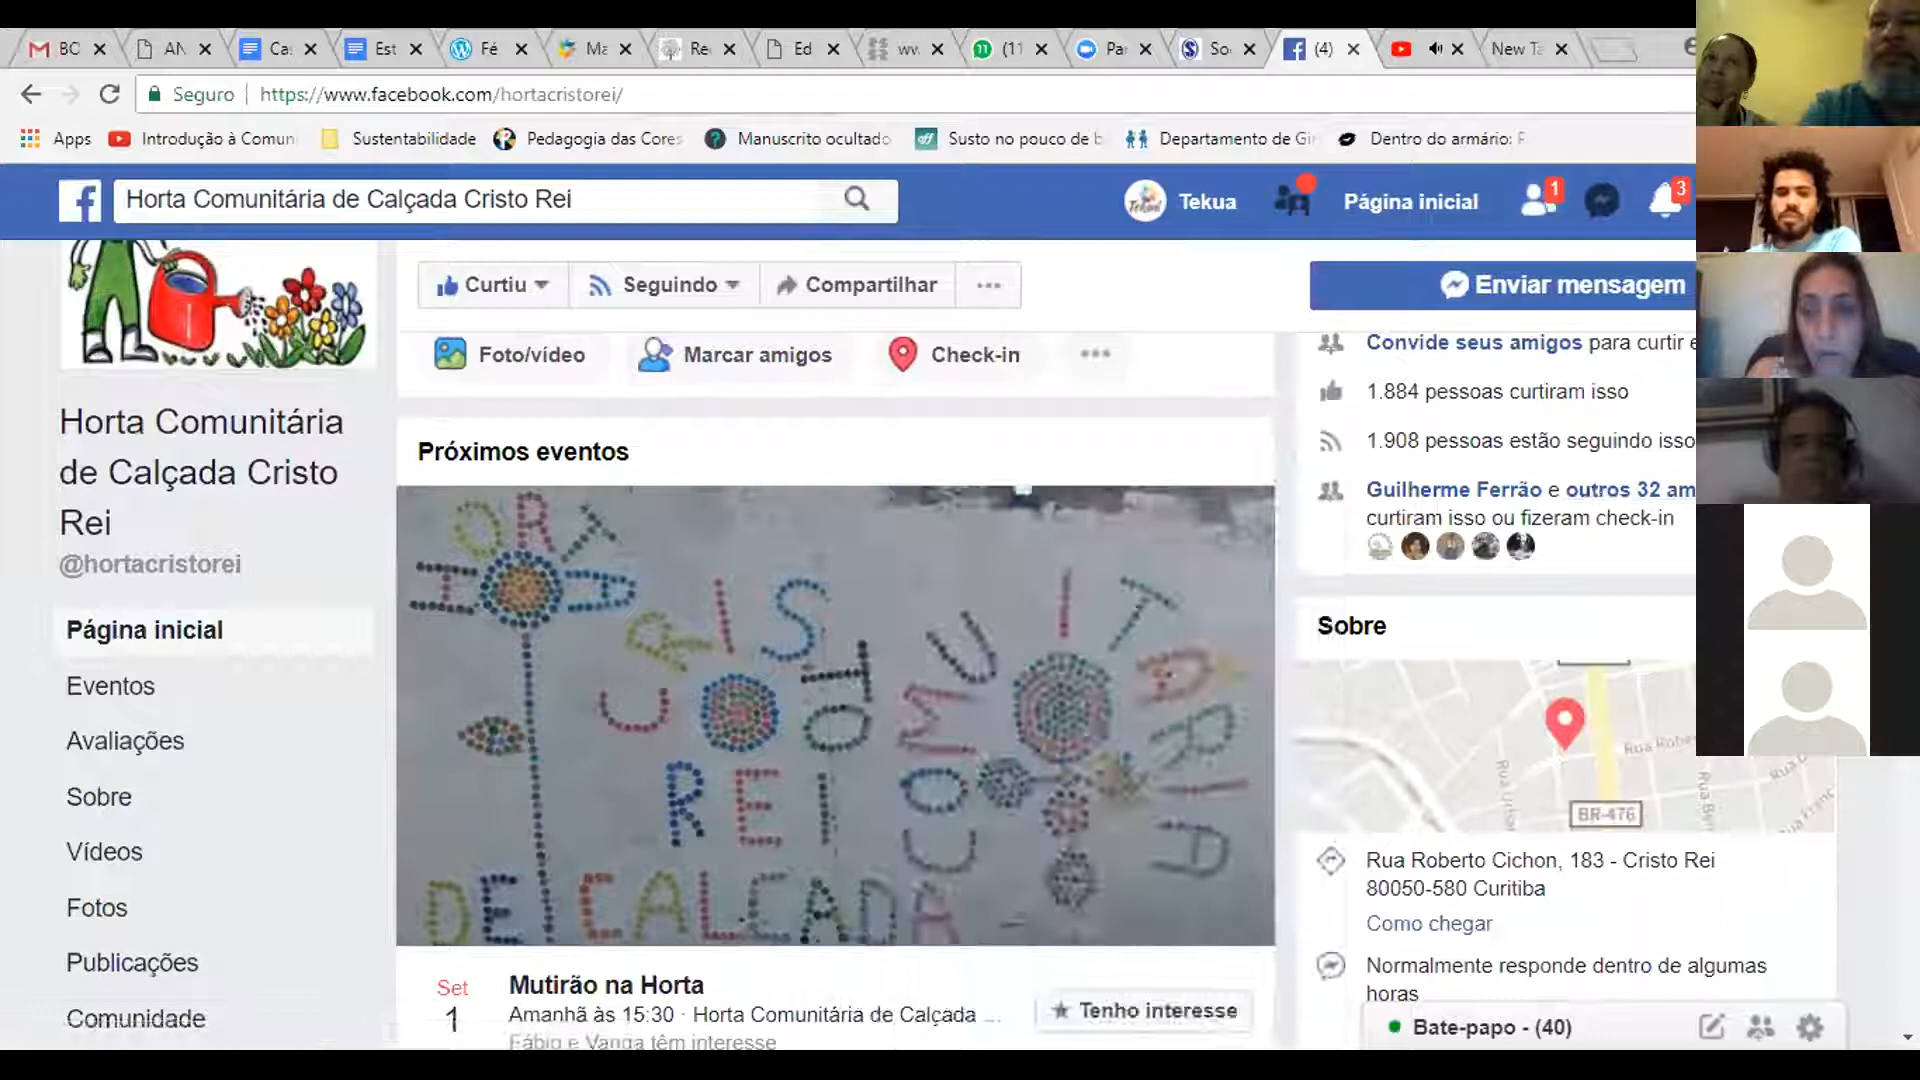 BC
AN
Ca
Est
Fé
Ma
Re
Ed
wv
(11
Par
So
(4)
New Ta
Seguro
https://www.facebook.com/hortacristorei/
Apps
Introdução à Comuni
Sustentabilidade
Pedagogia das Cores
Manuscrito ocultado
Susto no pouco de b
Departamento de Gi
Dentro do armário:
Horta Comunitária de Calçada Cristo Rei
Tekua
Página inicial
1
3
Curtiu
Seguindo
Compartilhar
Enviar mensagem
Foto/vídeo
Marcar amigos
Check-in
Convide seus amigos para curtir e
1.884 pessoas curtiram isso
1.908 pessoas estão seguindo isso
Guilherme Ferrão e outros 32 am
curtiram isso ou fizeram check-in
Horta Comunitária
de Calçada Cristo
Rei
@hortacristorei
Página inicial
Eventos
Avaliações
Sobre
Vídeos
Fotos
Publicações
Comunidade
Próximos eventos
HORTA
COMUNITARIA
CRISTO
REI
DE CALCADA
Set
1
Mutirão na Horta
Amanhã às 15:30 · Horta Comunitária de Calçada ...
Fábio e Vanga têm interesse
Tenho interesse
Sobre
Rua Robe
BR-476
Rua Roberto Cichon, 183 - Cristo Rei
80050-580 Curitiba
Como chegar
Normalmente responde dentro de algumas
horas
Bate-papo - (40)